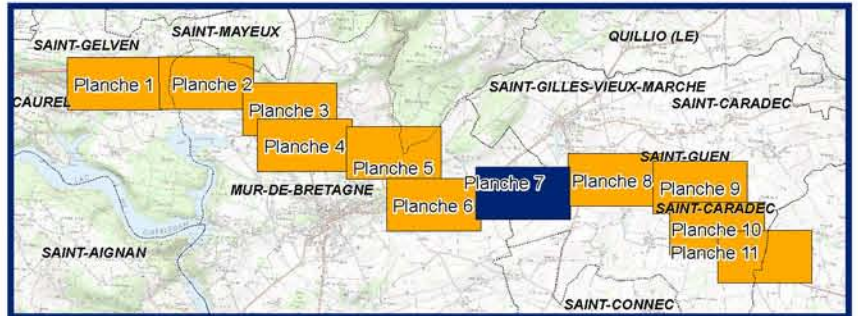 SAINT-MAYEUX
QUILLIO (LE)
SAINT-GELVEN
Planche 1
Planche 2
SAINT-GILLES-VIEUX-MARCHE
CAUREL
Planche 3
SAINT-CARADEC
Planche 4
Planche 5
SAINT-GUEN
MUR-DE-BRETAGNE
Planche 6
Planche 7
Planche 8
Planche 9
SAINT-CARADEC
Planche 10
SAINT-AIGNAN
Planche 11
SAINT-CONNEC